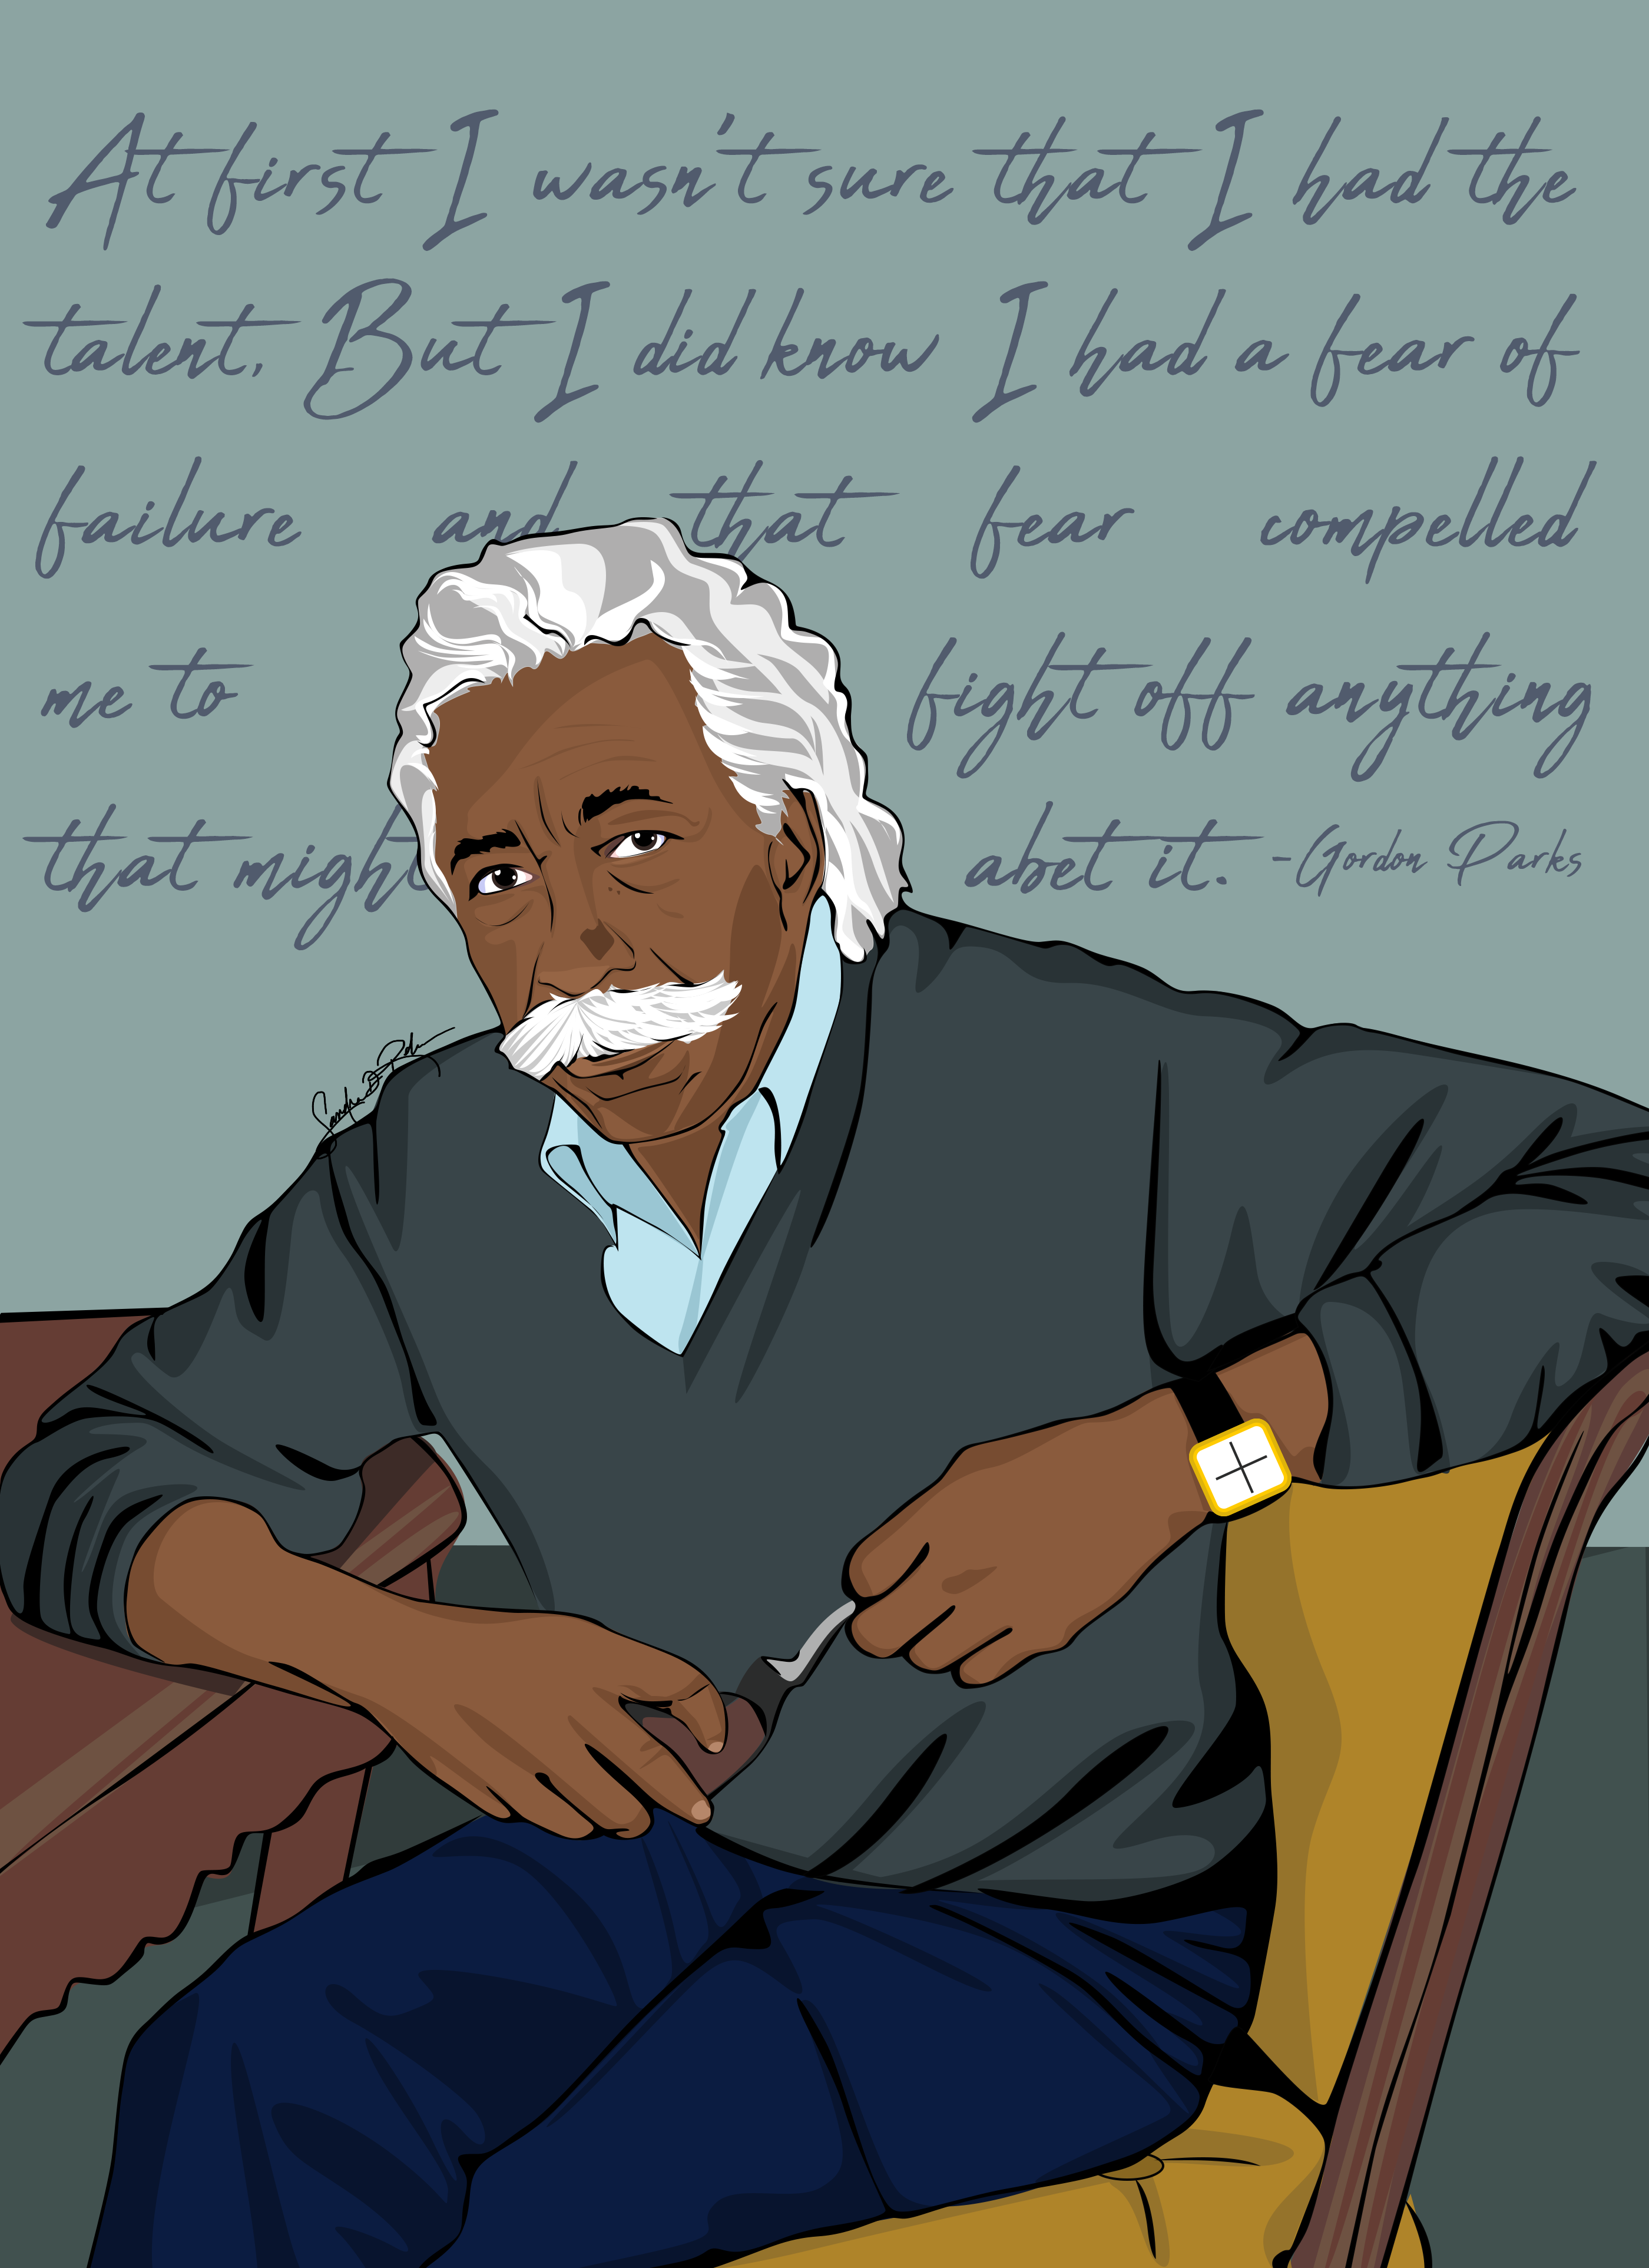 At first I wasn't sure that I had the
talent. But I did know I had a fear of
failure and that fear compelled
me to fight off anything
that might abet it. -Gordon Parks